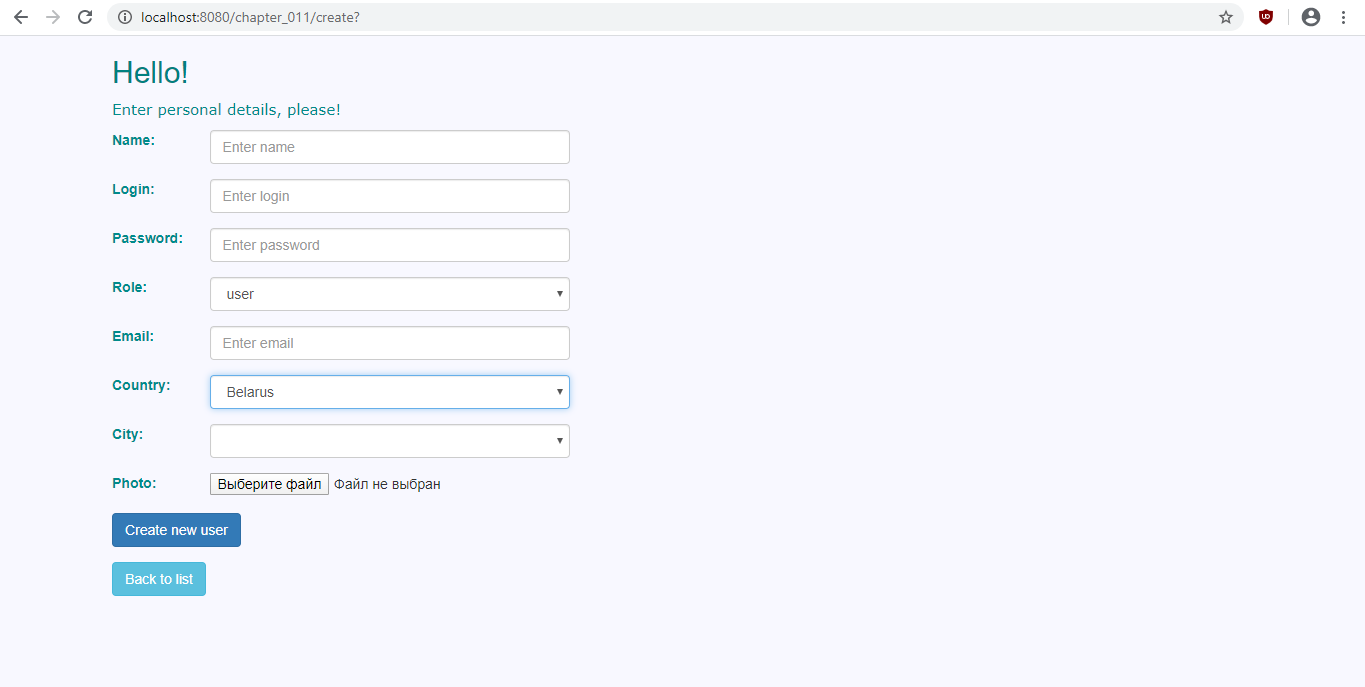 localhost:8080/chapter_011/create?
Hello!
Enter personal details, please!
Name: Enter name
Login: Enter login
Password: Enter password
Role: user
Email: Enter email
Country: Belarus
City:
Photo: Выберите файл Файл не выбран
Create new user
Back to list